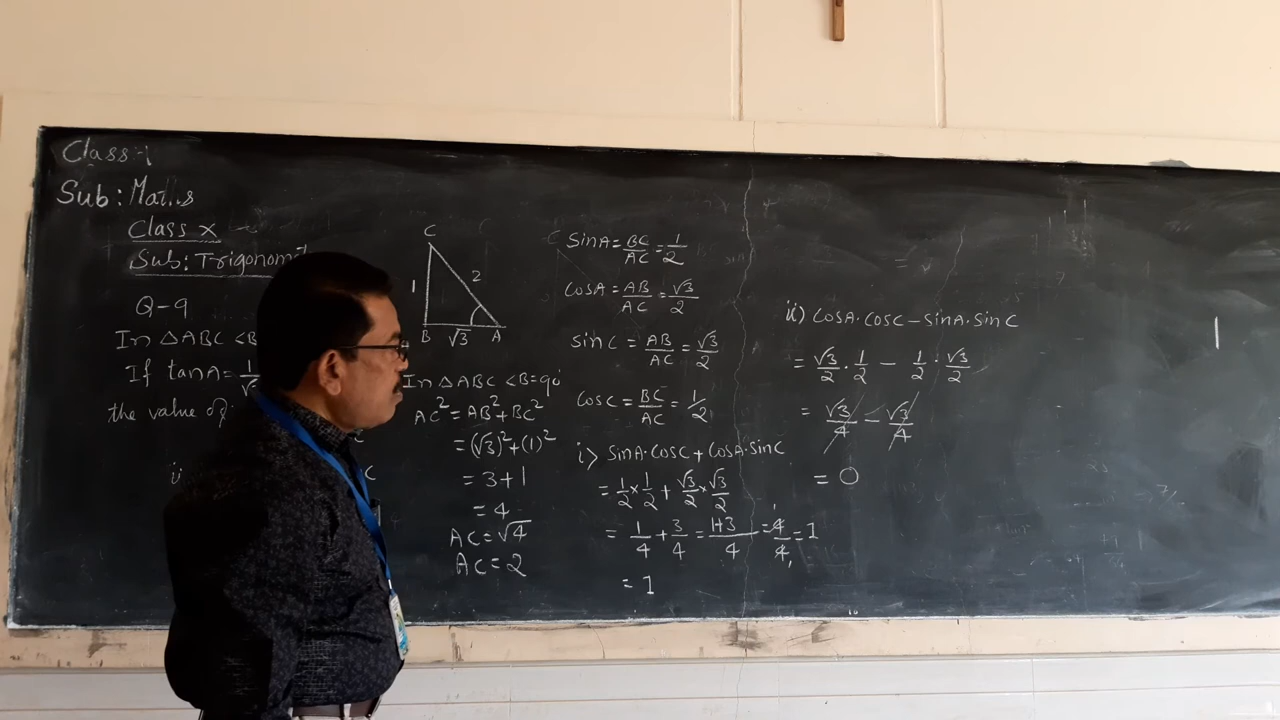 Class:
Sub: Maths
Class X
Sub: Trigonomet
Q-9
In △ABC <B
If tanA = 1/√
the value of
ii
C
C
1
2
B √3 A
In △ABC <B=90
AC² = AB² + BC²
= (√3)² + (1)²
= 3+1
= 4
AC = √4
AC = 2
SinA = BC/AC = 1/2
CosA = AB/AC = √3/2
sinC = AB/AC = √3/2
CosC = BC/AC = 1/2
i> SinA·CosC + CosA·SinC
= 1/2 × 1/2 + √3/2 × √3/2
= 1/4 + 3/4 = 1+3/4 = 4/4 = 1
= 1
ii) CosA·CosC – SinA·SinC
= √3/2 · 1/2 – 1/2 · √3/2
= √3/4 – √3/4
= 0